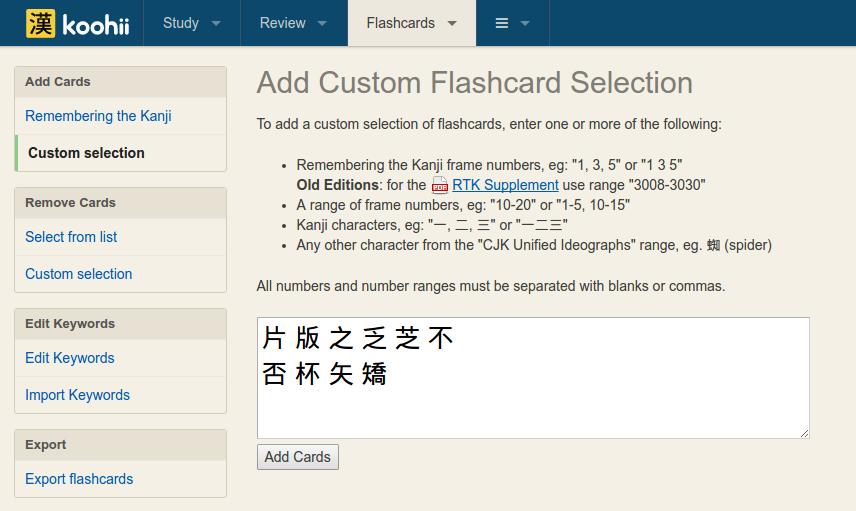 漢 koohii Study Review Flashcards
Add Cards
Remembering the Kanji
Custom selection
Remove Cards
Select from list
Custom selection
Edit Keywords
Edit Keywords
Import Keywords
Export
Export flashcards
Add Custom Flashcard Selection
To add a custom selection of flashcards, enter one or more of the following:
• Remembering the Kanji frame numbers, eg: "1, 3, 5" or "1 3 5"
Old Editions: for the PDF RTK Supplement use range "3008-3030"
• A range of frame numbers, eg: "10-20" or "1-5, 10-15"
• Kanji characters, eg: "一, 二, 三" or "一二三"
• Any other character from the "CJK Unified Ideographs" range, eg. 蜘 (spider)
All numbers and number ranges must be separated with blanks or commas.
片 版 之 乏 芝 不
否 杯 矢 矯
Add Cards